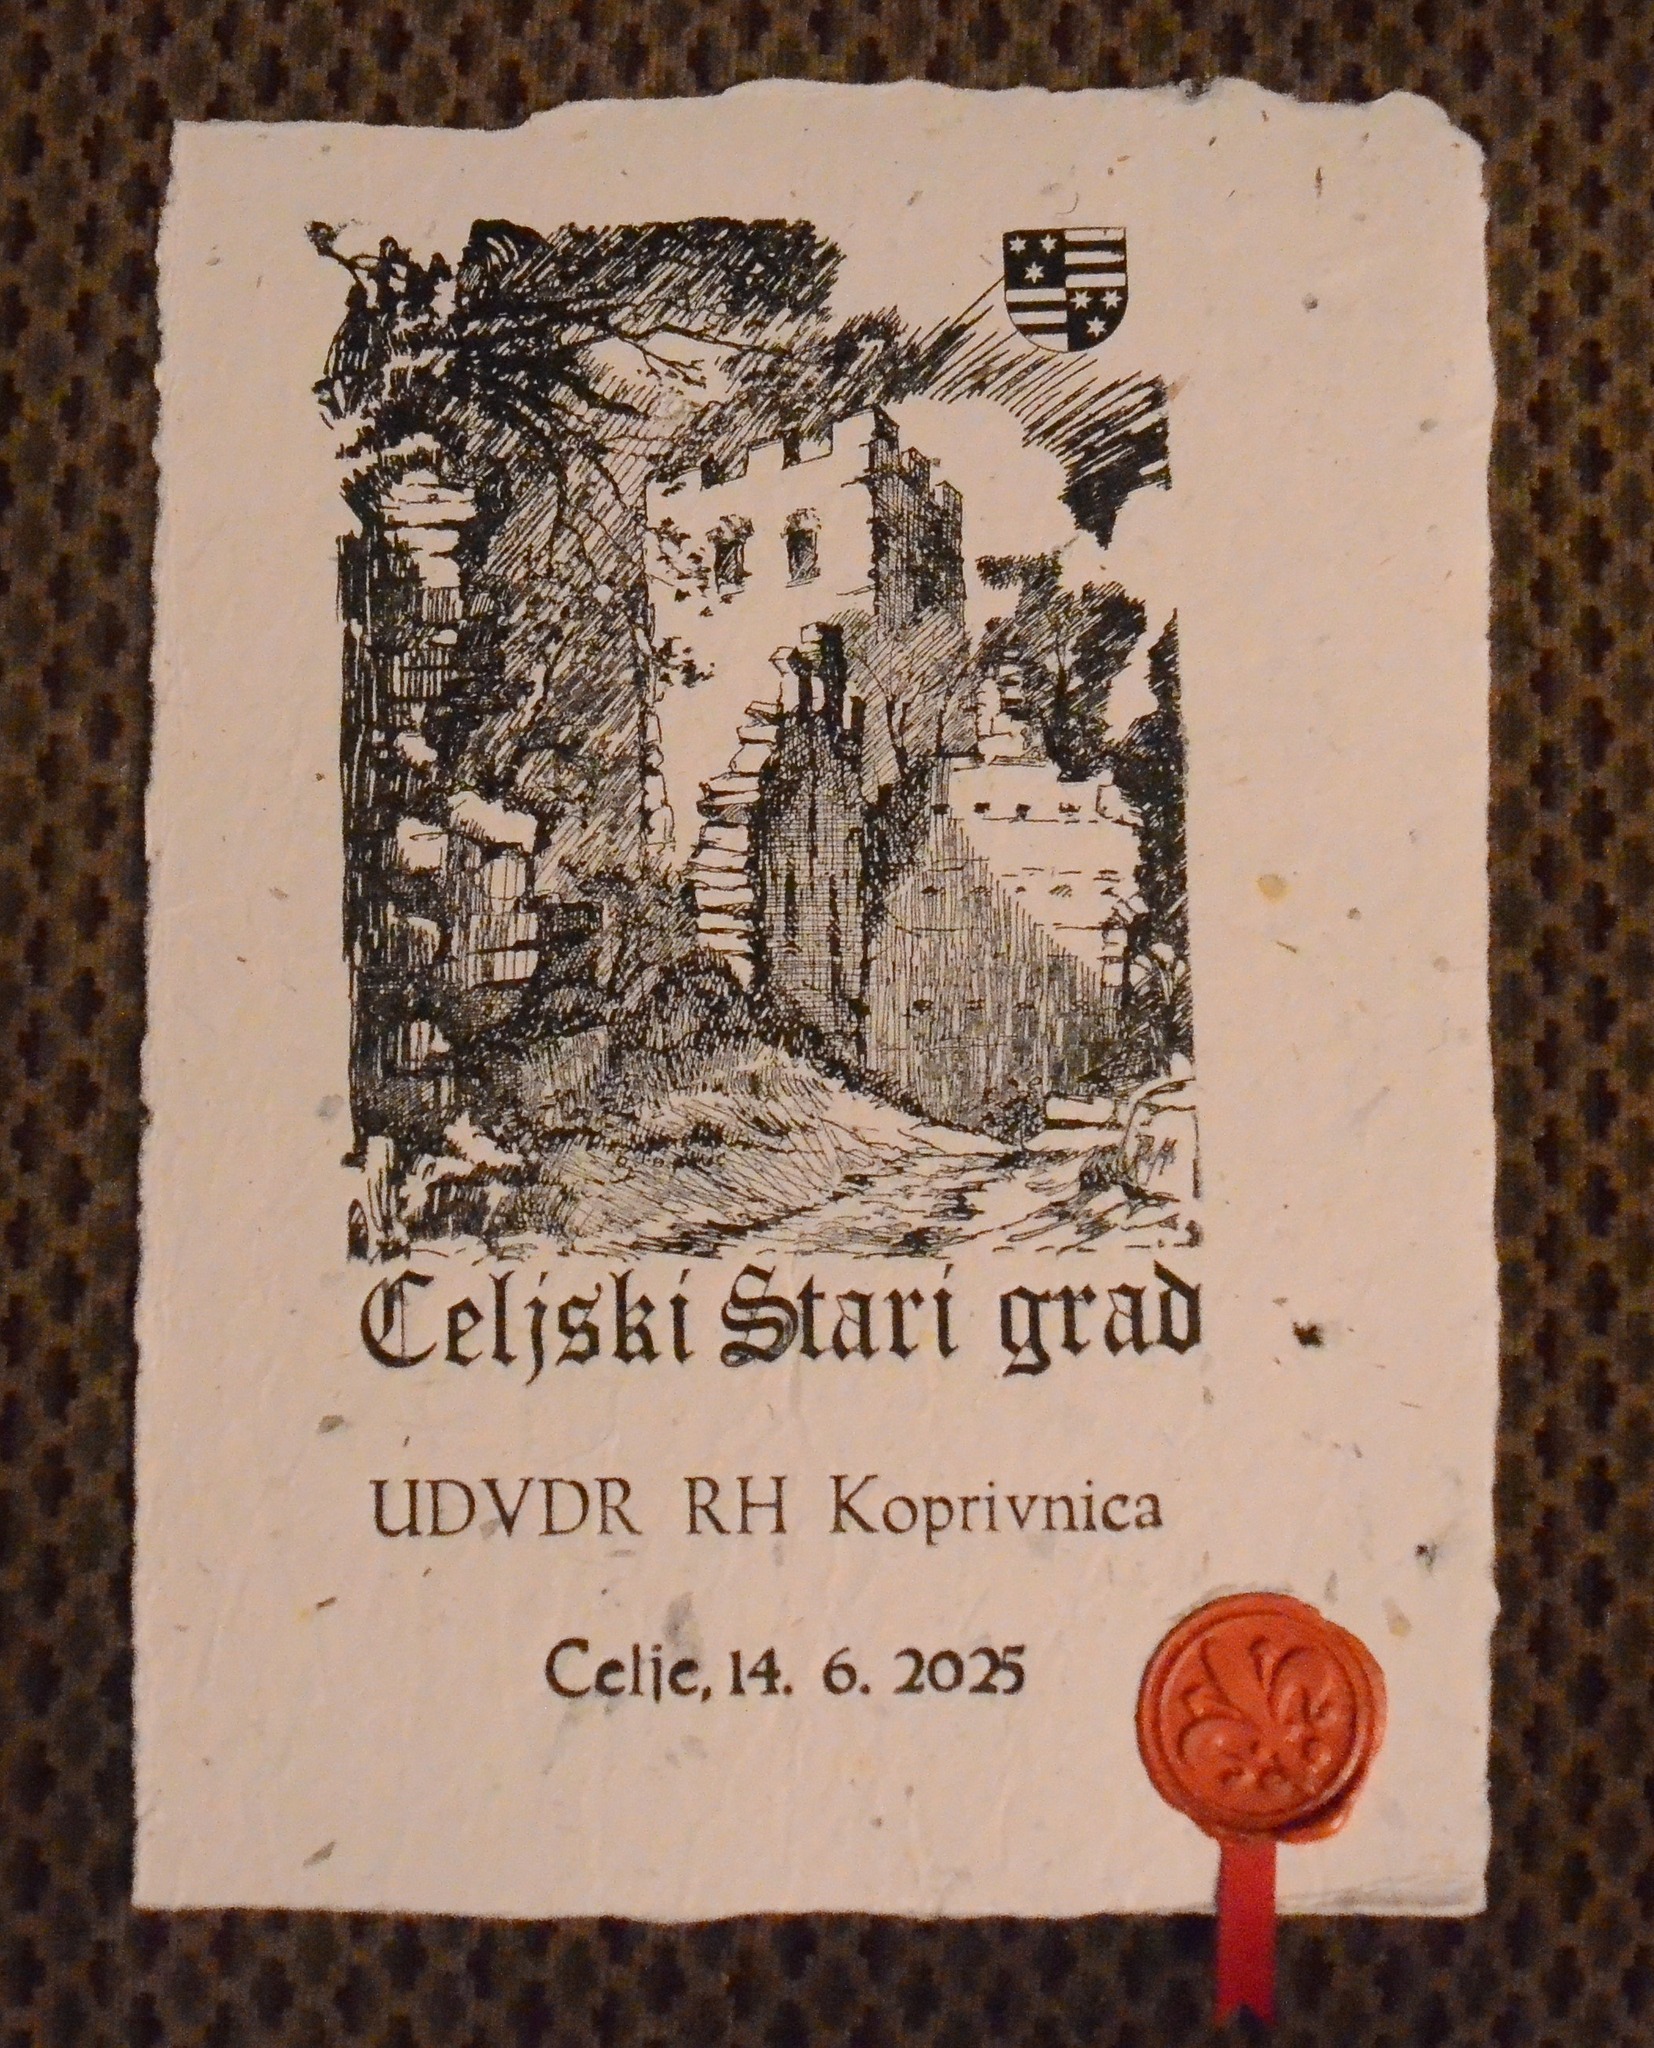 Celjski Stari grad
UDVDR RH Koprivnica
Celje, 14. 6. 2025